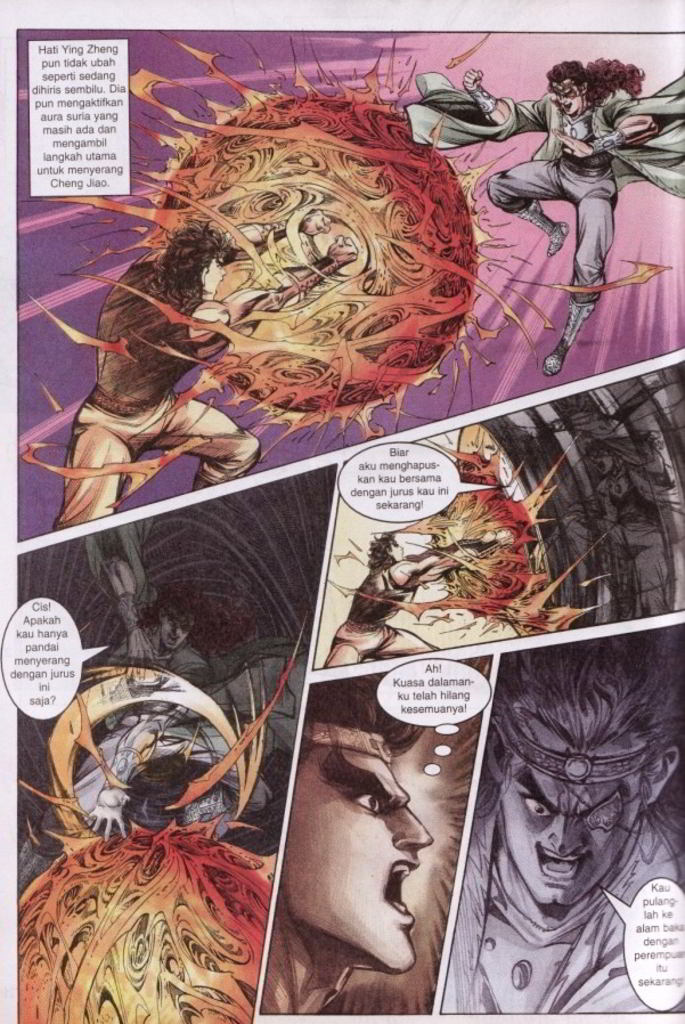 Hati Ying Zheng
pun tidak ubah
seperti sedang
dihiris sembilu. Dia
pun mengaktifkan
aura suria yang
masih ada dan
mengambil
langkah utama
untuk menyerang
Cheng Jiao.
Biar
aku menghapus-
kan kau bersama
dengan jurus kau ini
sekarang!
Cis!
Apakah
kau hanya
pandai
menyerang
dengan jurus
ini
saja?
Ah!
Kuasa dalaman-
ku telah hilang
kesemuanya!
Kau
pulang-
lah ke
alam baka
dengan
perempuan
itu
sekarang!